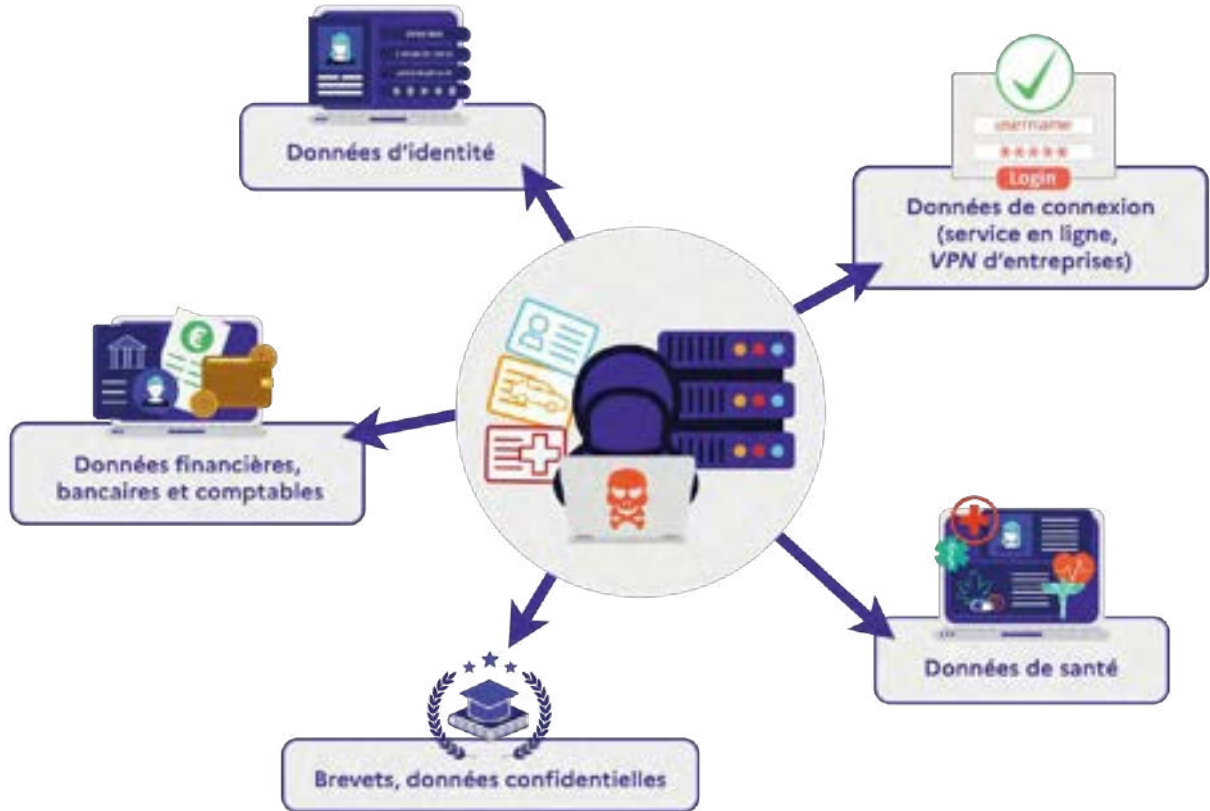 Données d'identité
username
*****
Login
Données de connexion
(service en ligne,
VPN d'entreprises)
Données financières,
bancaires et comptables
Données de santé
Brevets, données confidentielles